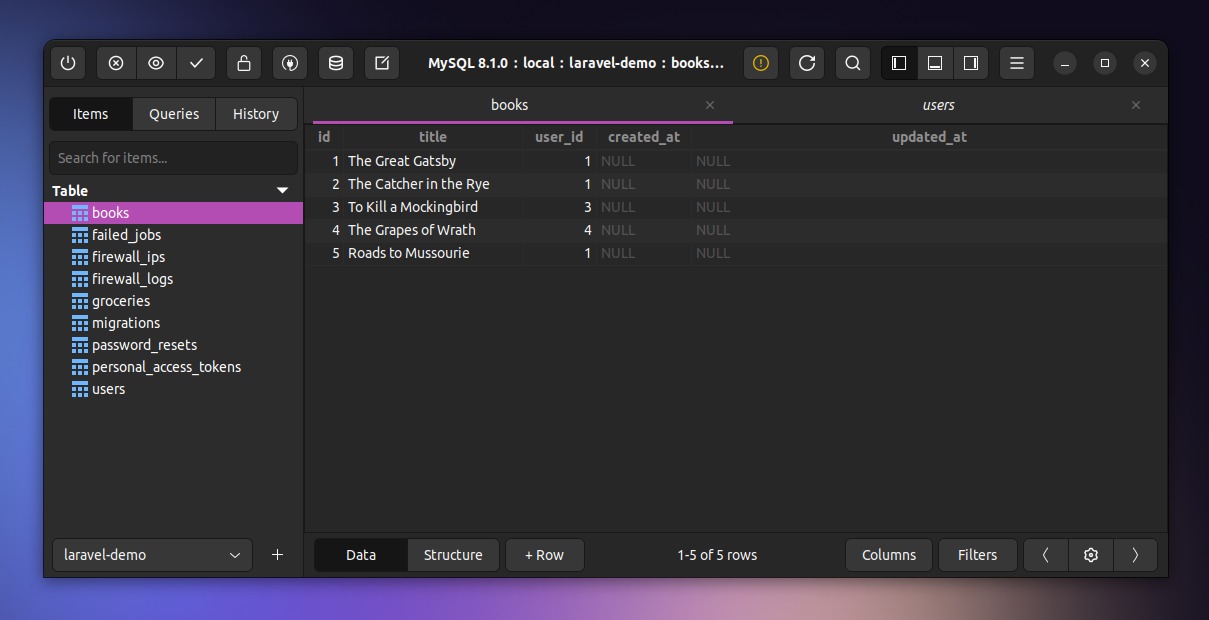 MySQL 8.1.0 : local : laravel-demo : books...
Items Queries History
books users
Search for items...
id title user_id created_at updated_at
1 The Great Gatsby 1 NULL NULL
2 The Catcher in the Rye 1 NULL NULL
3 To Kill a Mockingbird 3 NULL NULL
4 The Grapes of Wrath 4 NULL NULL
5 Roads to Mussourie 1 NULL NULL
Table
books
failed_jobs
firewall_ips
firewall_logs
groceries
migrations
password_resets
personal_access_tokens
users
laravel-demo
Data Structure + Row 1-5 of 5 rows Columns Filters